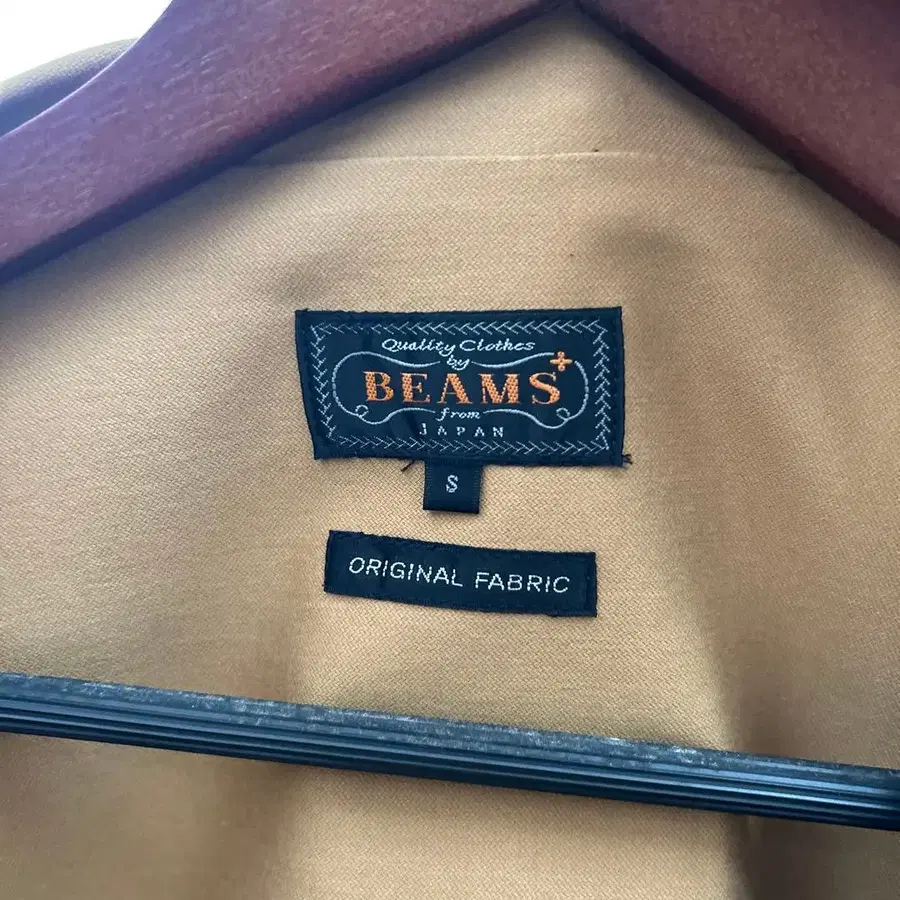 Quality Clothes
by
BEAMS+
from
JAPAN
S
ORIGINAL FABRIC